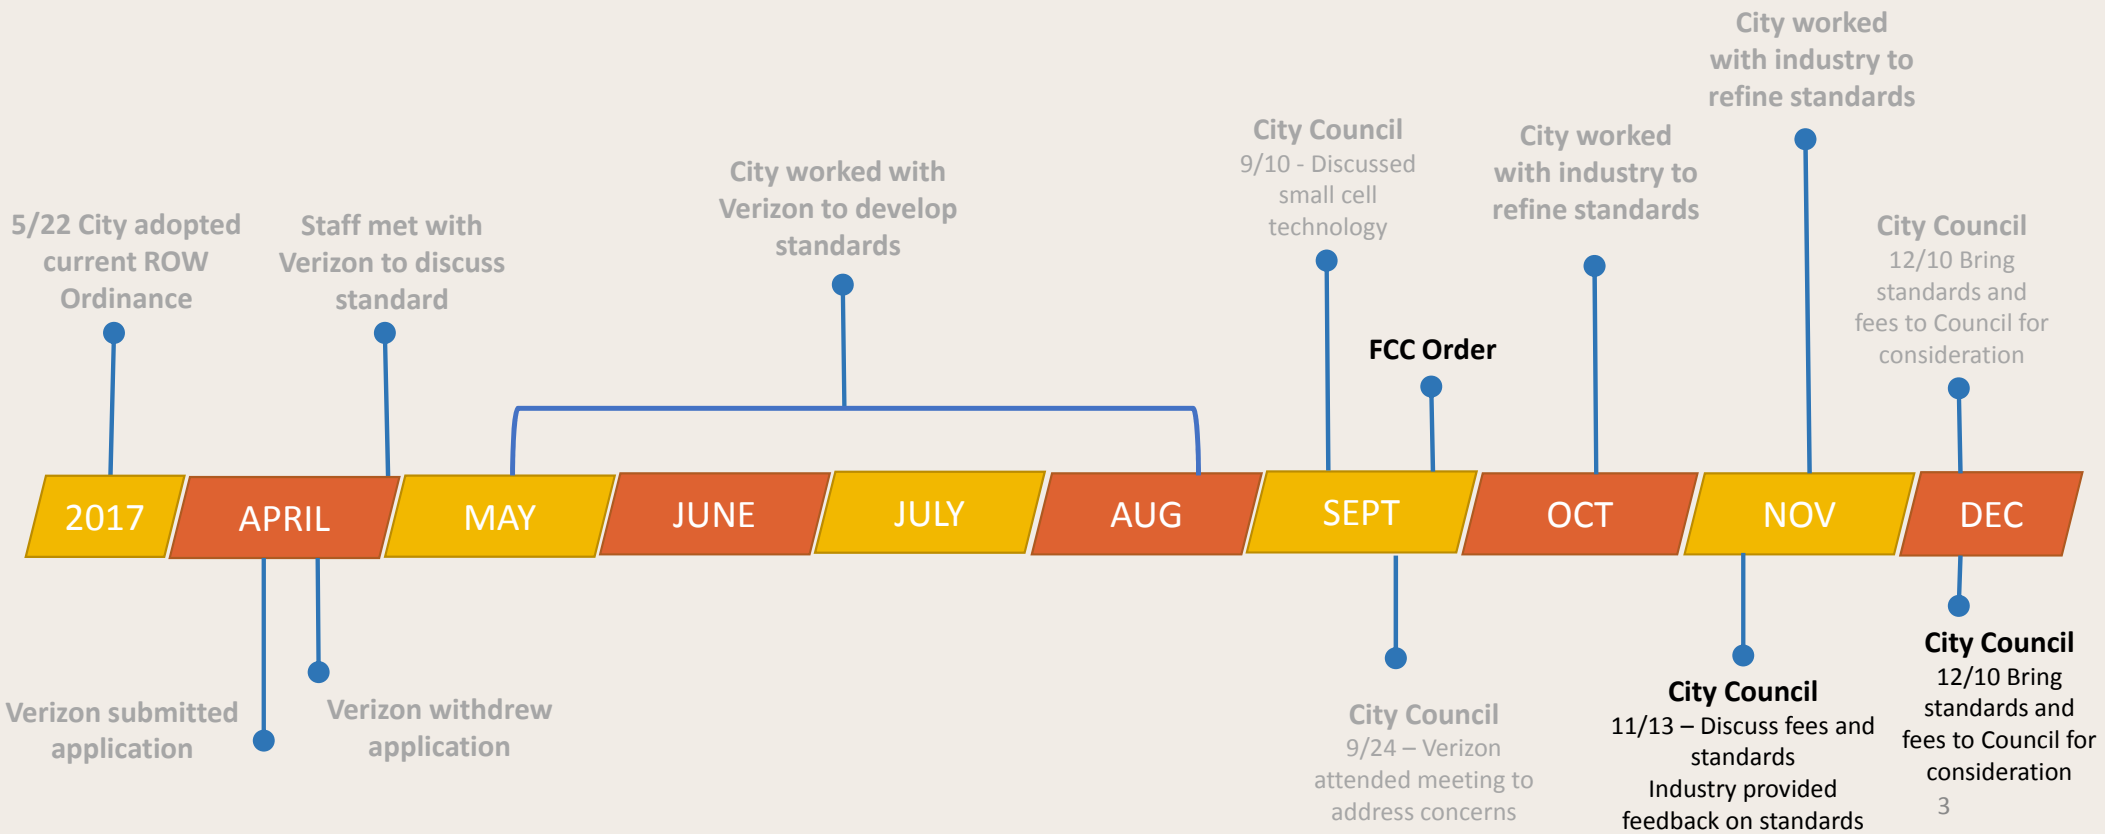 City worked
with industry to
refine standards
City Council
9/10 - Discussed
small cell
technology
City worked
with industry to
refine standards
City worked with
Verizon to develop
standards
5/22 City adopted
current ROW
Ordinance
Staff met with
Verizon to discuss
standard
City Council
12/10 Bring
standards and
fees to Council for
consideration
FCC Order
2017
APRIL
MAY
JUNE
JULY
AUG
SEPT
OCT
NOV
DEC
Verizon submitted
application
Verizon withdrew
application
City Council
9/24 – Verizon
attended meeting to
address concerns
City Council
11/13 – Discuss fees and
standards
Industry provided
feedback on standards
City Council
12/10 Bring
standards and
fees to Council for
consideration
3